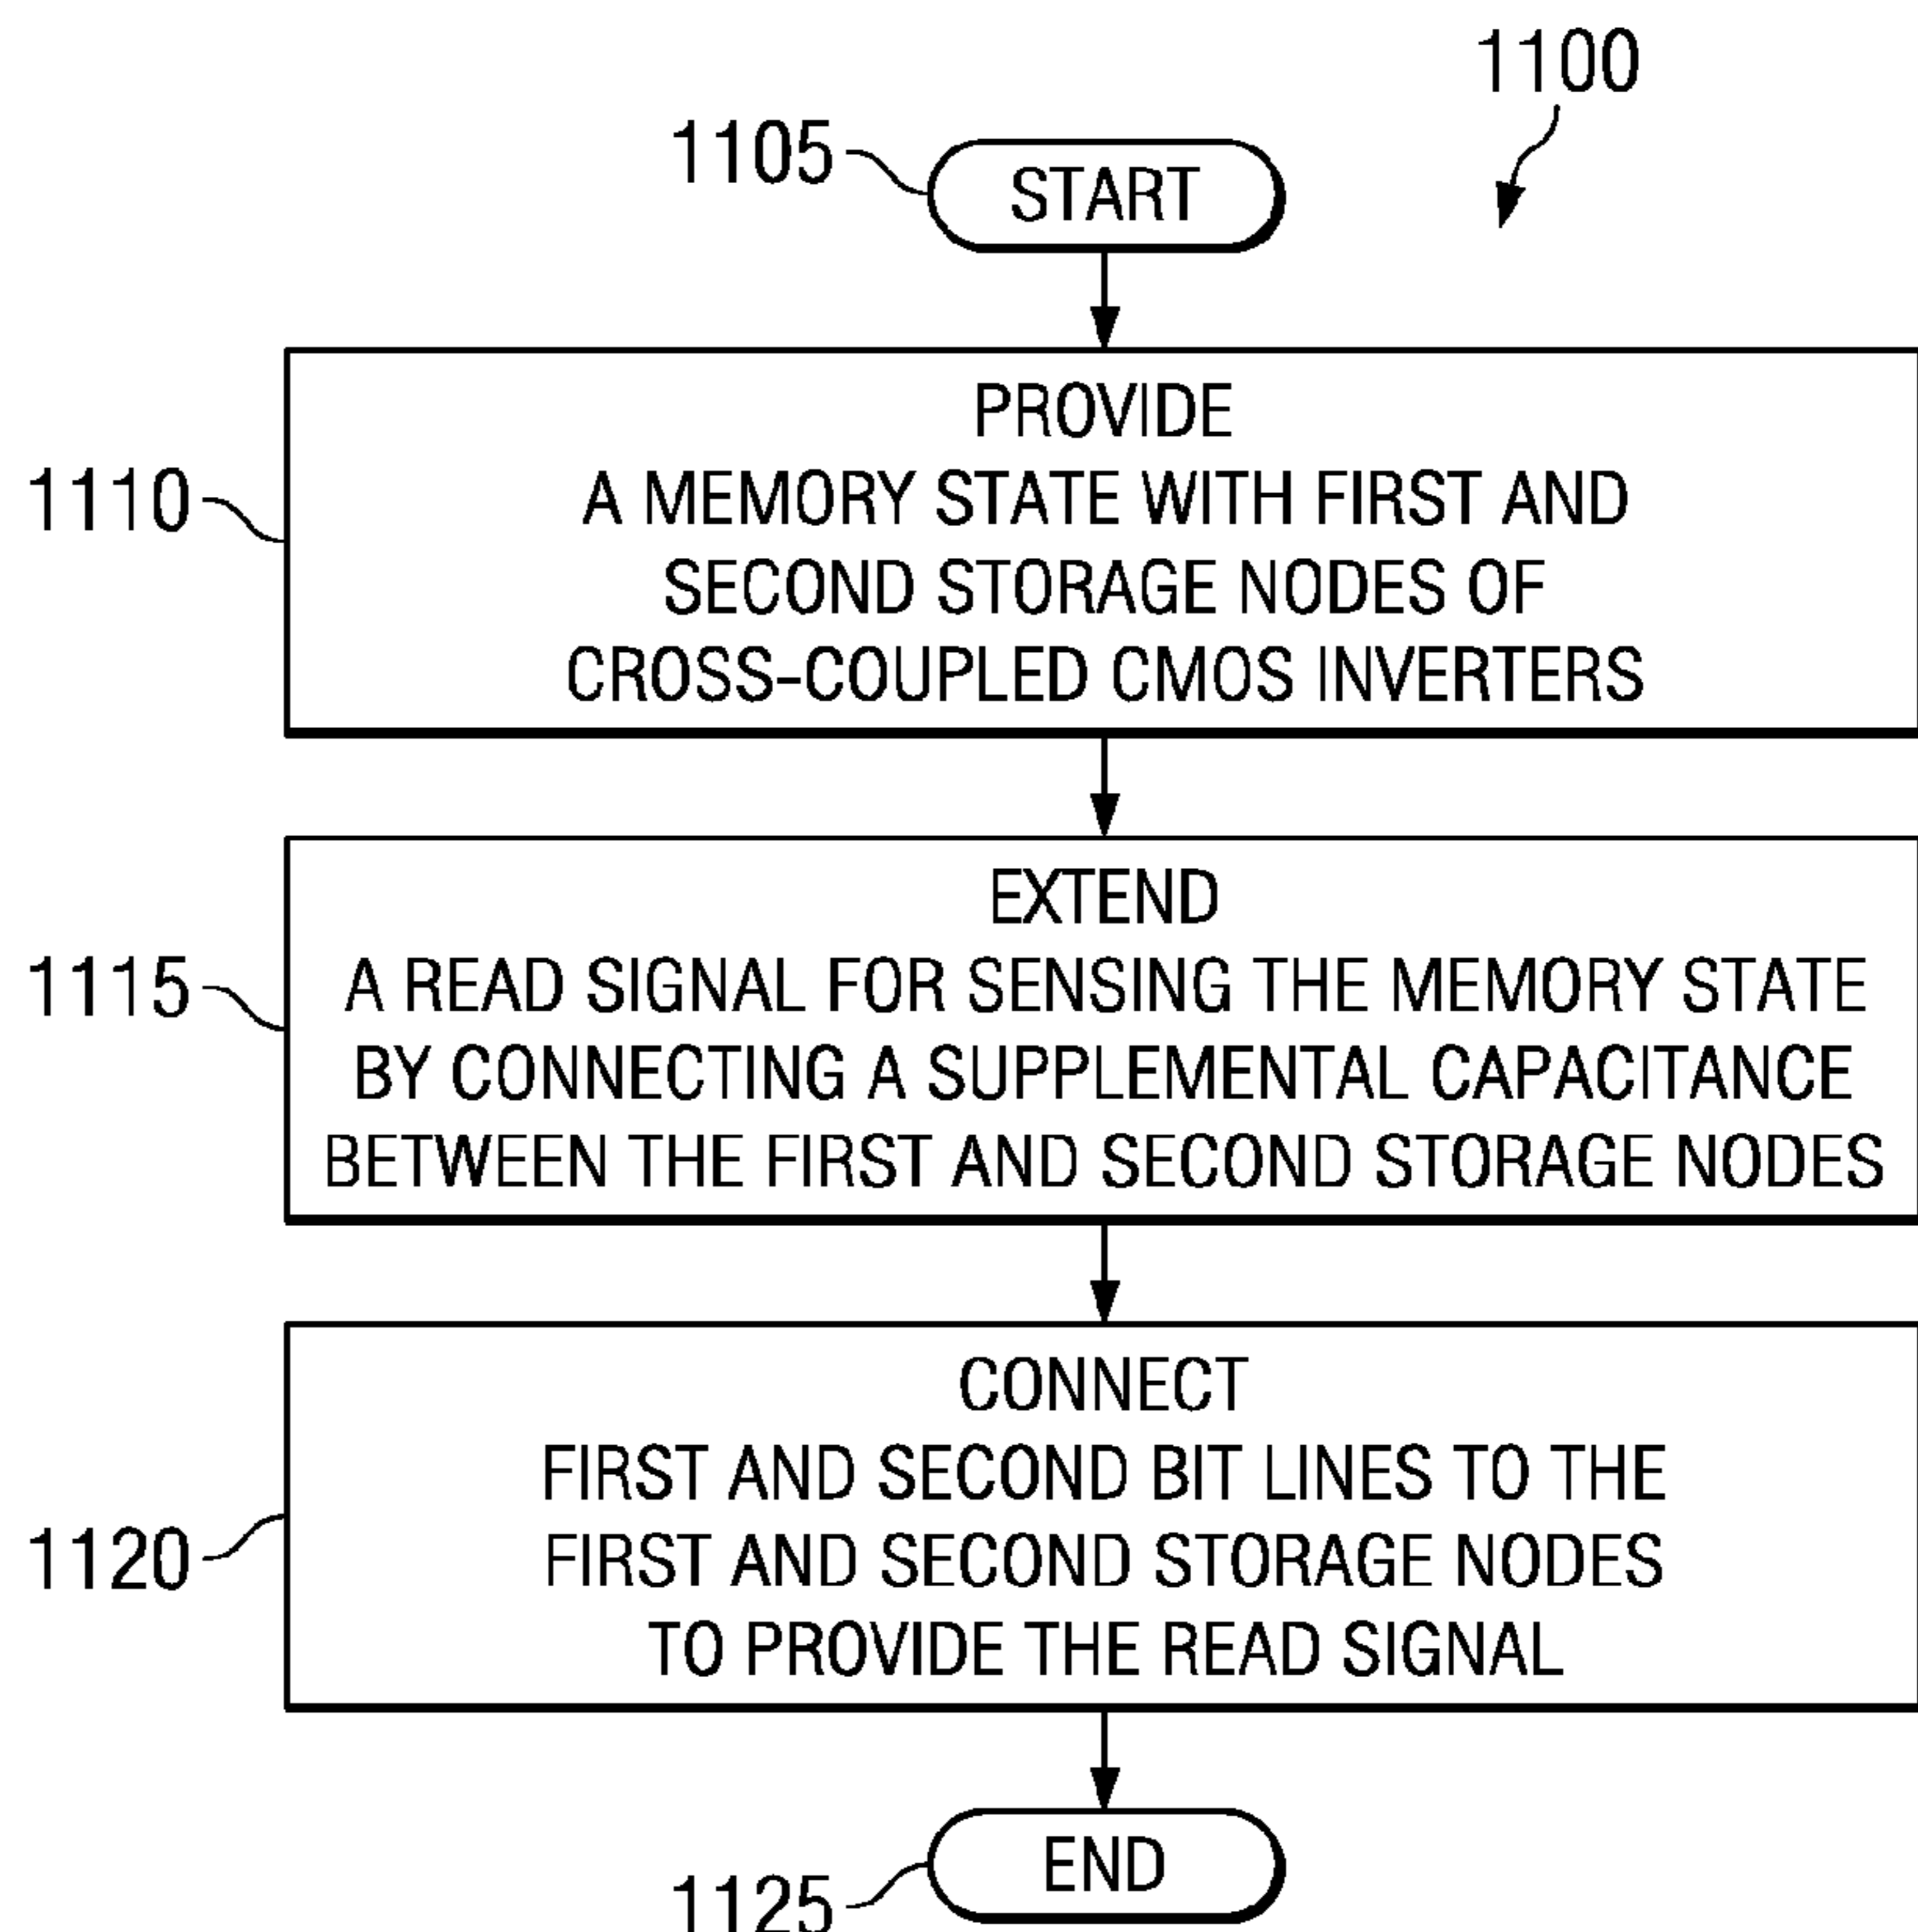 1100
1105
START
PROVIDE
A MEMORY STATE WITH FIRST AND
1110
SECOND STORAGE NODES OF
CROSS-COUPLED CMOS INVERTERS
EXTEND
1115
A READ SIGNAL FOR SENSING THE MEMORY STATE
BY CONNECTING A SUPPLEMENTAL CAPACITANCE
BETWEEN THE FIRST AND SECOND STORAGE NODES
CONNECT
FIRST AND SECOND BIT LINES TO THE
1120
FIRST AND SECOND STORAGE NODES
TO PROVIDE THE READ SIGNAL
END
1125